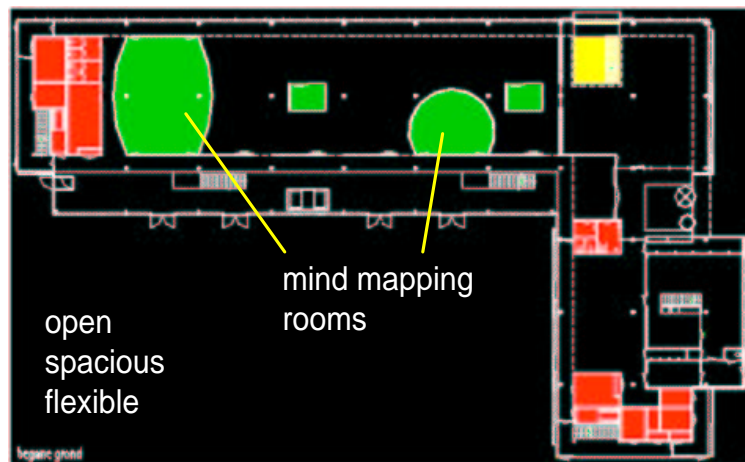 mind mapping
rooms
open
spacious
flexible
begane grond